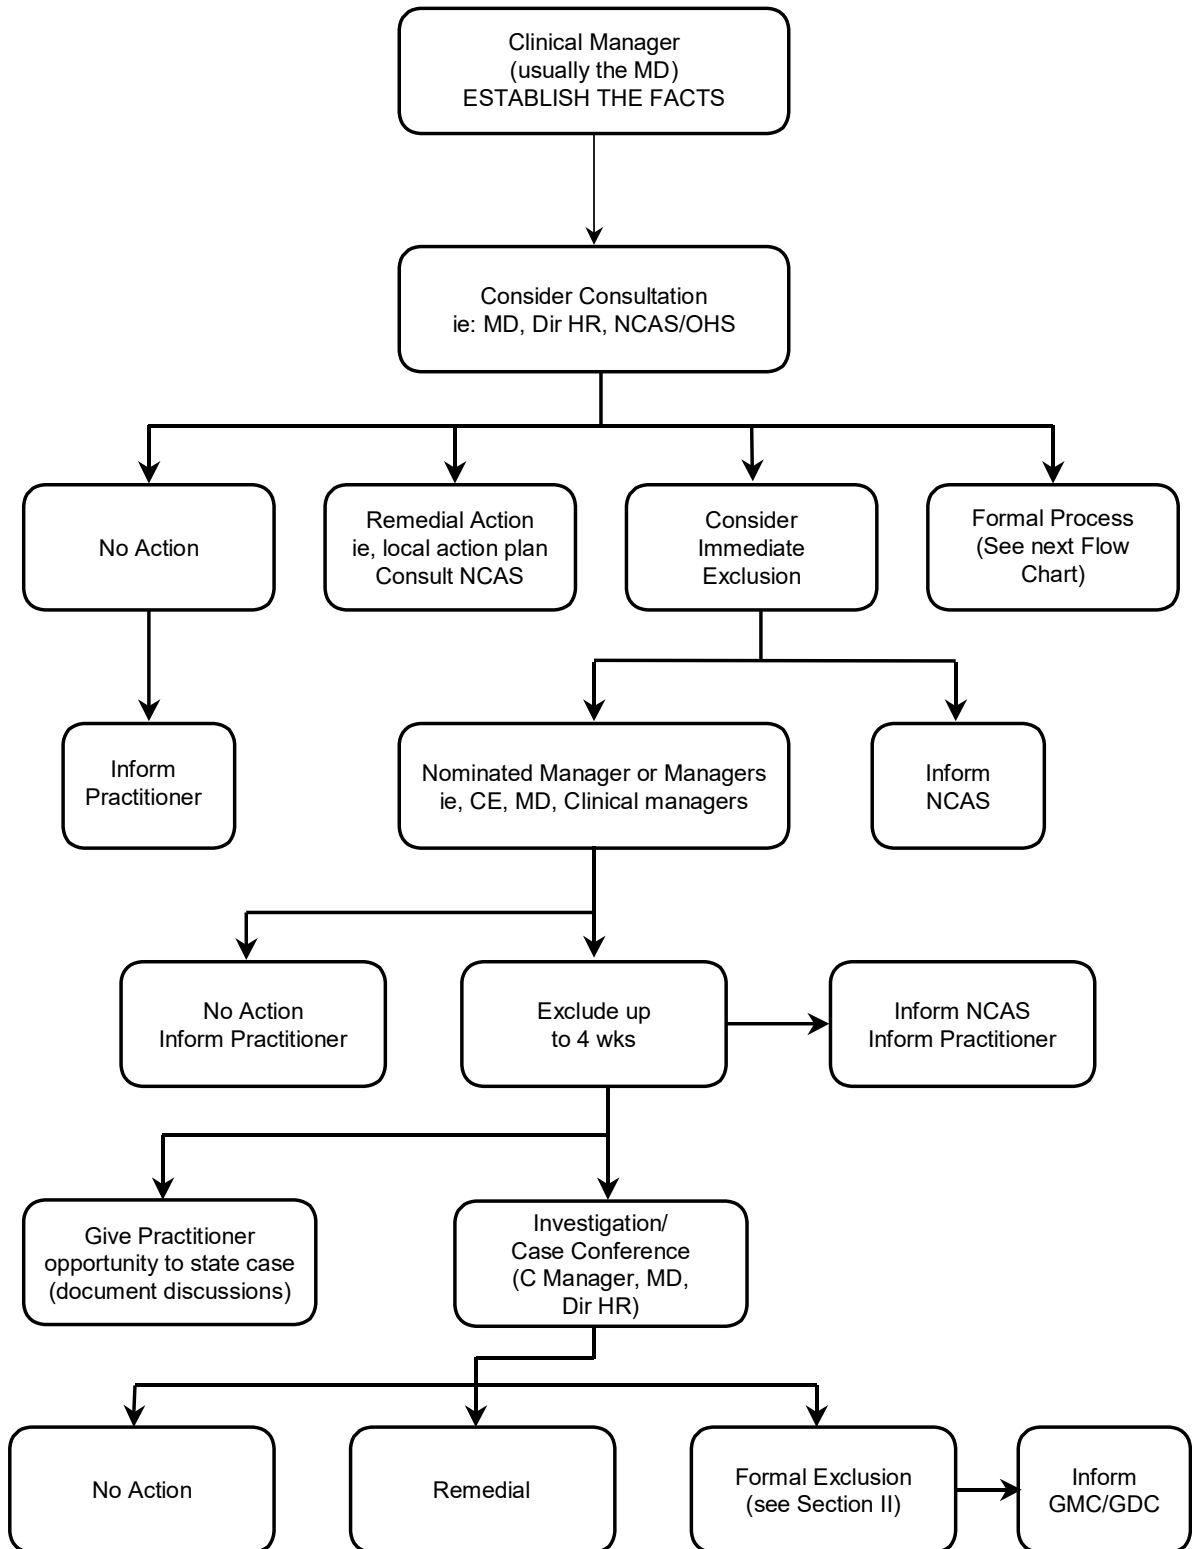 Clinical Manager
(usually the MD)
ESTABLISH THE FACTS
Consider Consultation
ie: MD, Dir HR, NCAS/OHS
No Action
Remedial Action
ie, local action plan
Consult NCAS
Consider
Immediate
Exclusion
Formal Process
(See next Flow
Chart)
Inform
Practitioner
Nominated Manager or Managers
ie, CE, MD, Clinical managers
Inform
NCAS
No Action
Inform Practitioner
Exclude up
to 4 wks
Inform NCAS
Inform Practitioner
Give Practitioner
opportunity to state case
(document discussions)
Investigation/
Case Conference
(C Manager, MD,
Dir HR)
No Action
Remedial
Formal Exclusion
(see Section II)
Inform
GMC/GDC